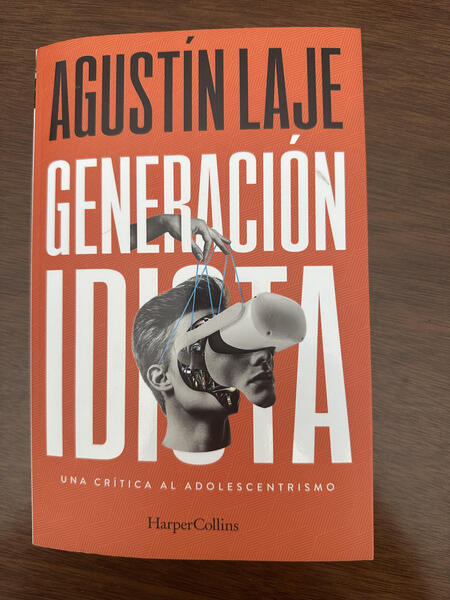 AGUSTÍN LAJE
GENERACIÓN
IDIOTA
UNA CRÍTICA AL ADOLESCENTRISMO
HarperCollins